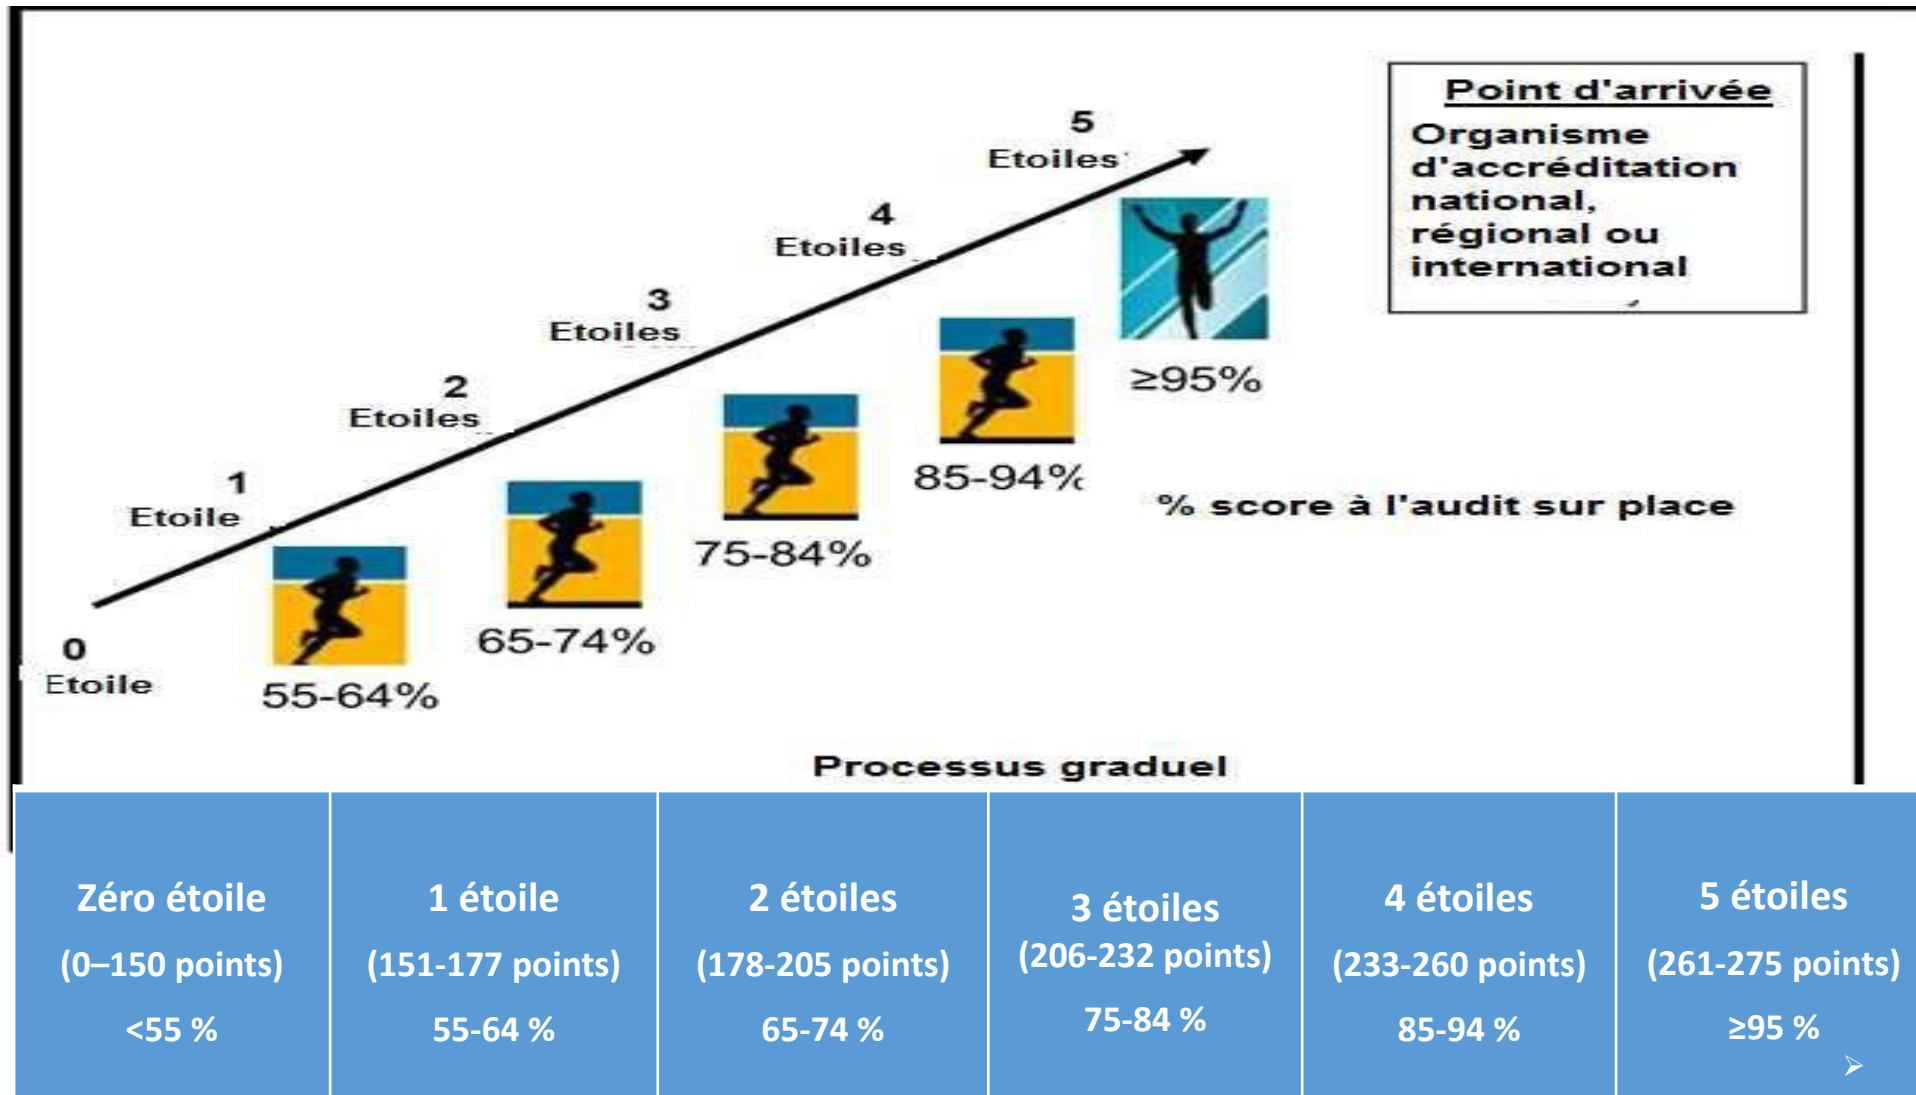 Point d'arrivée
Organisme
d'accréditation
national,
régional ou
international
5
Etoiles
4
Etoiles
3
Etoiles
2
Etoiles
1
Etoile
0
Etoile
≥95%
85-94%
75-84%
65-74%
55-64%
% score à l'audit sur place
Processus graduel
Zéro étoile
(0–150 points)
<55 %
1 étoile
(151-177 points)
55-64 %
2 étoiles
(178-205 points)
65-74 %
3 étoiles
(206-232 points)
75-84 %
4 étoiles
(233-260 points)
85-94 %
5 étoiles
(261-275 points)
≥95 %